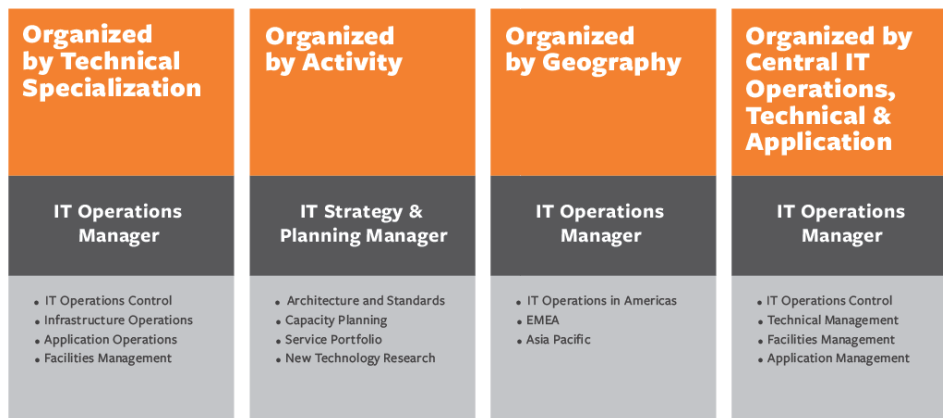 Organized
by Technical
Specialization
IT Operations
Manager
• IT Operations Control
• Infrastructure Operations
• Application Operations
• Facilities Management
Organized
by Activity
IT Strategy &
Planning Manager
• Architecture and Standards
• Capacity Planning
• Service Portfolio
• New Technology Research
Organized
by Geography
IT Operations
Manager
• IT Operations in Americas
• EMEA
• Asia Pacific
Organized by
Central IT
Operations,
Technical &
Application
IT Operations
Manager
• IT Operations Control
• Technical Management
• Facilities Management
• Application Management